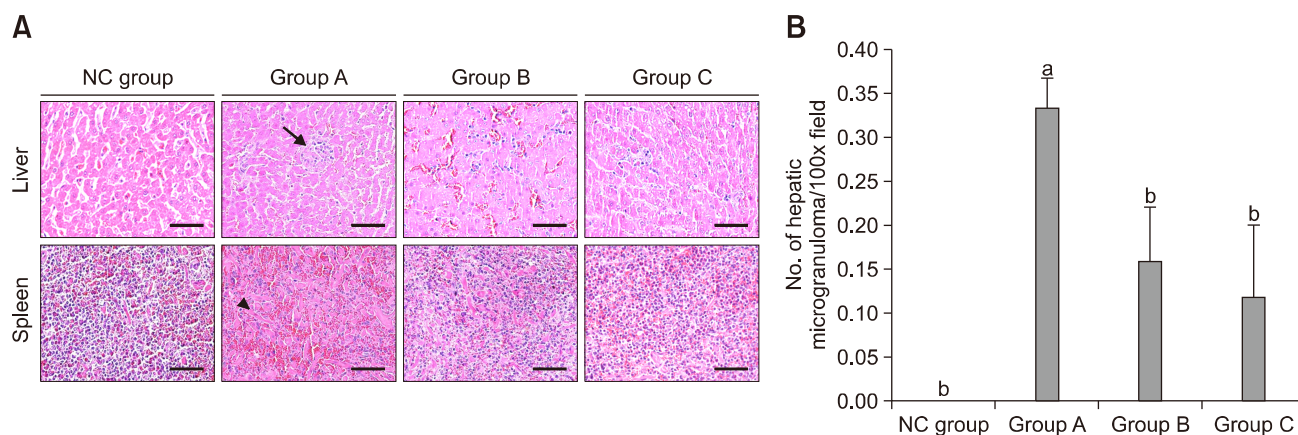 A
NC group Group A Group B Group C
Liver
Spleen
B
No. of hepatic
microgranuloma/100x field
0.40
0.35
0.30
0.25
0.20
0.15
0.10
0.05
0.00
b
a
b
b
NC group Group A Group B Group C